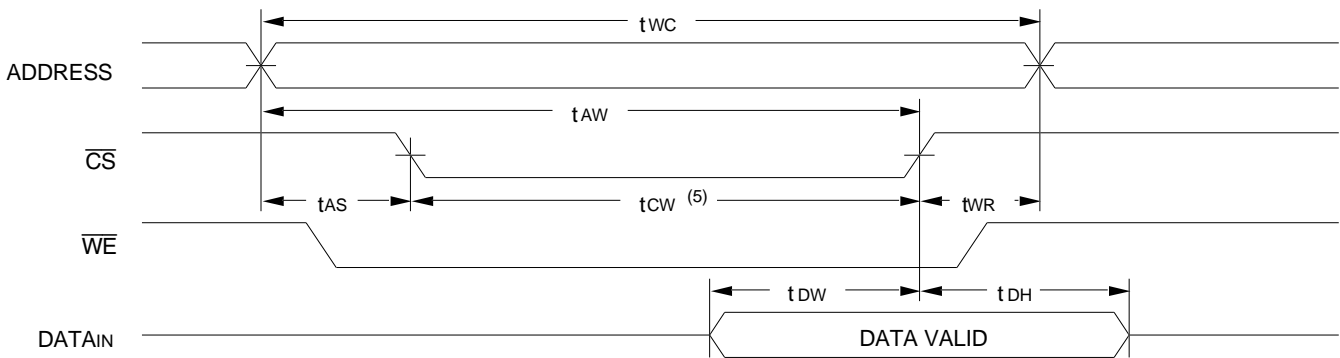 tWC
ADDRESS
tAW
CS
tAS
tCW (5)
tWR
WE
tDW
tDH
DATAIN
DATA VALID